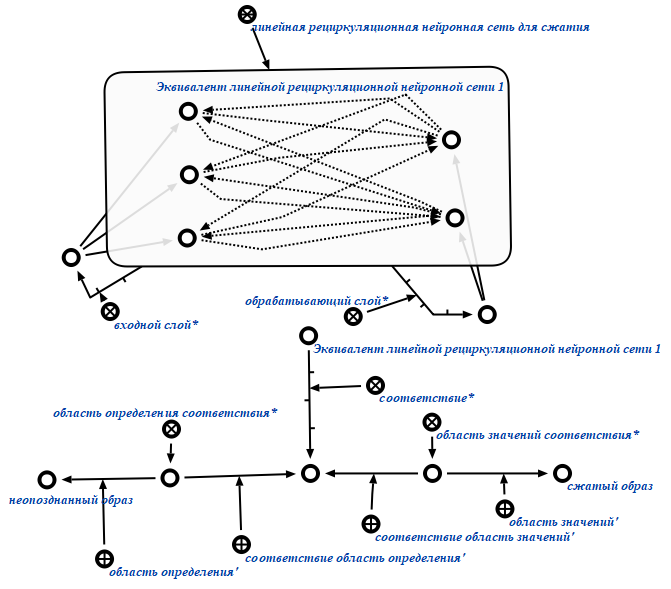 линейная рециркуляционная нейронная сеть для сжатия
Эквивалент линейной рециркуляционной нейронной сети 1
обрабатывающий слой*
входной слой*
Эквивалент линейной рециркуляционной нейронной сети 1
соответствие*
область определения соответствия*
область значений соответствия*
неопозднанный образ
сжатый образ
область значений'
соответствие область значений'
соответствие область определения'
область определения'